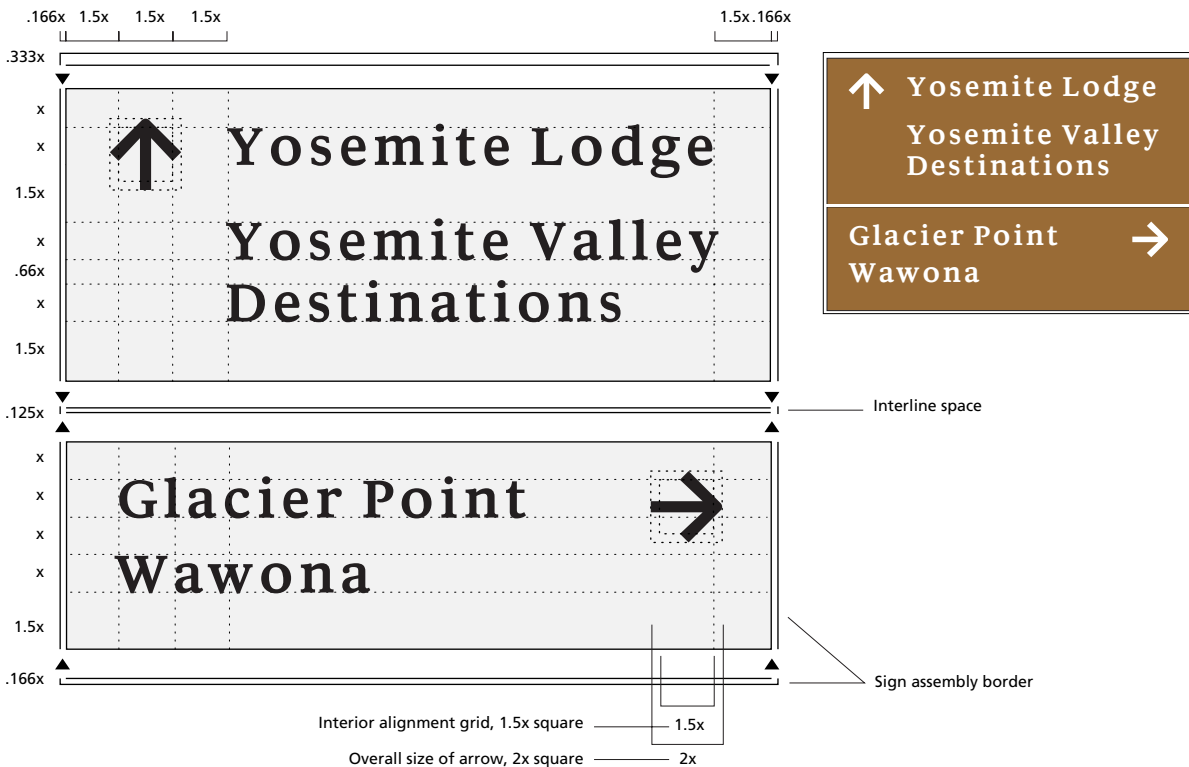 .166x 1.5x 1.5x 1.5x 1.5x .166x
.333x
x
x
1.5x
x
.66x
x
1.5x
Yosemite Lodge
Yosemite Valley
Destinations
.125x
Interline space
x
x
x
x
1.5x
Glacier Point
Wawona
.166x
Sign assembly border
Interior alignment grid, 1.5x square 1.5x
Overall size of arrow, 2x square 2x
Yosemite Lodge
Yosemite Valley
Destinations
Glacier Point
Wawona